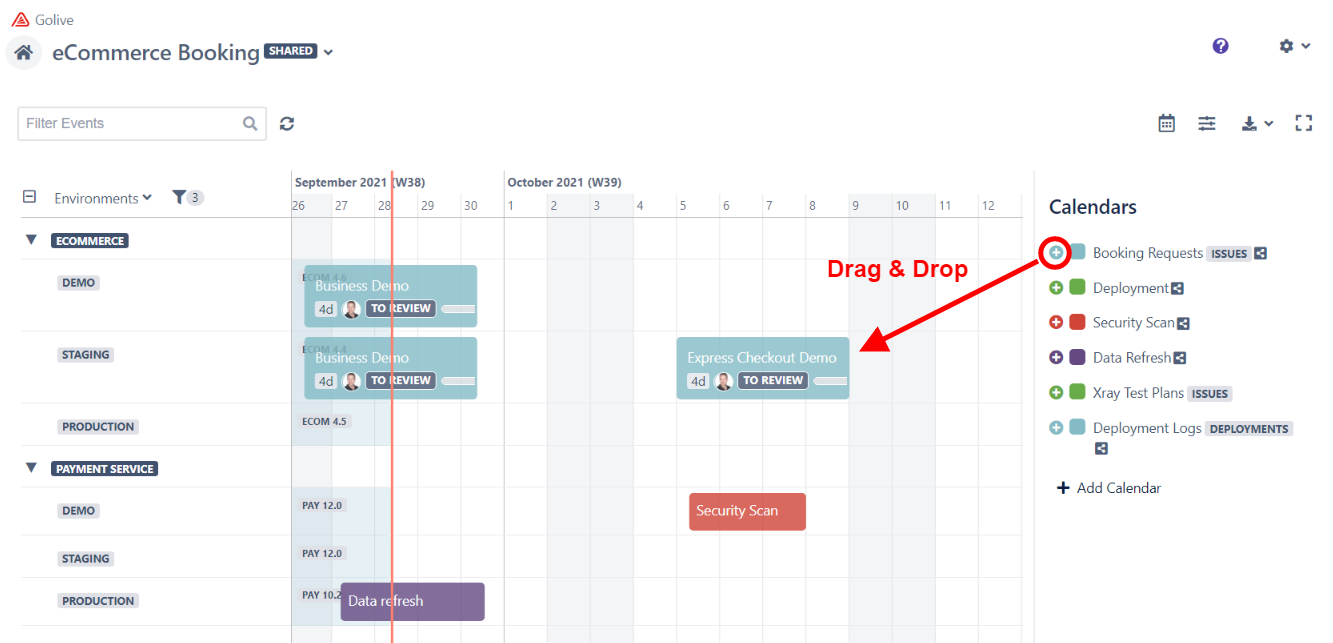 Golive
eCommerce Booking SHARED
Filter Events
Environments 3
September 2021 (W38)
October 2021 (W39)
26 27 28 29 30 1 2 3 4 5 6 7 8 9 10 11 12
ECOMMERCE
DEMO
ECOM 4.6
Business Demo
4d TO REVIEW
STAGING
ECOM 4.4
Business Demo
4d TO REVIEW
Express Checkout Demo
4d TO REVIEW
PRODUCTION
ECOM 4.5
PAYMENT SERVICE
DEMO
PAY 12.0
Security Scan
STAGING
PAY 12.0
PRODUCTION
PAY 10.2
Data refresh
Drag & Drop
Calendars
Booking Requests ISSUES
Deployment
Security Scan
Data Refresh
Xray Test Plans ISSUES
Deployment Logs DEPLOYMENTS
+ Add Calendar